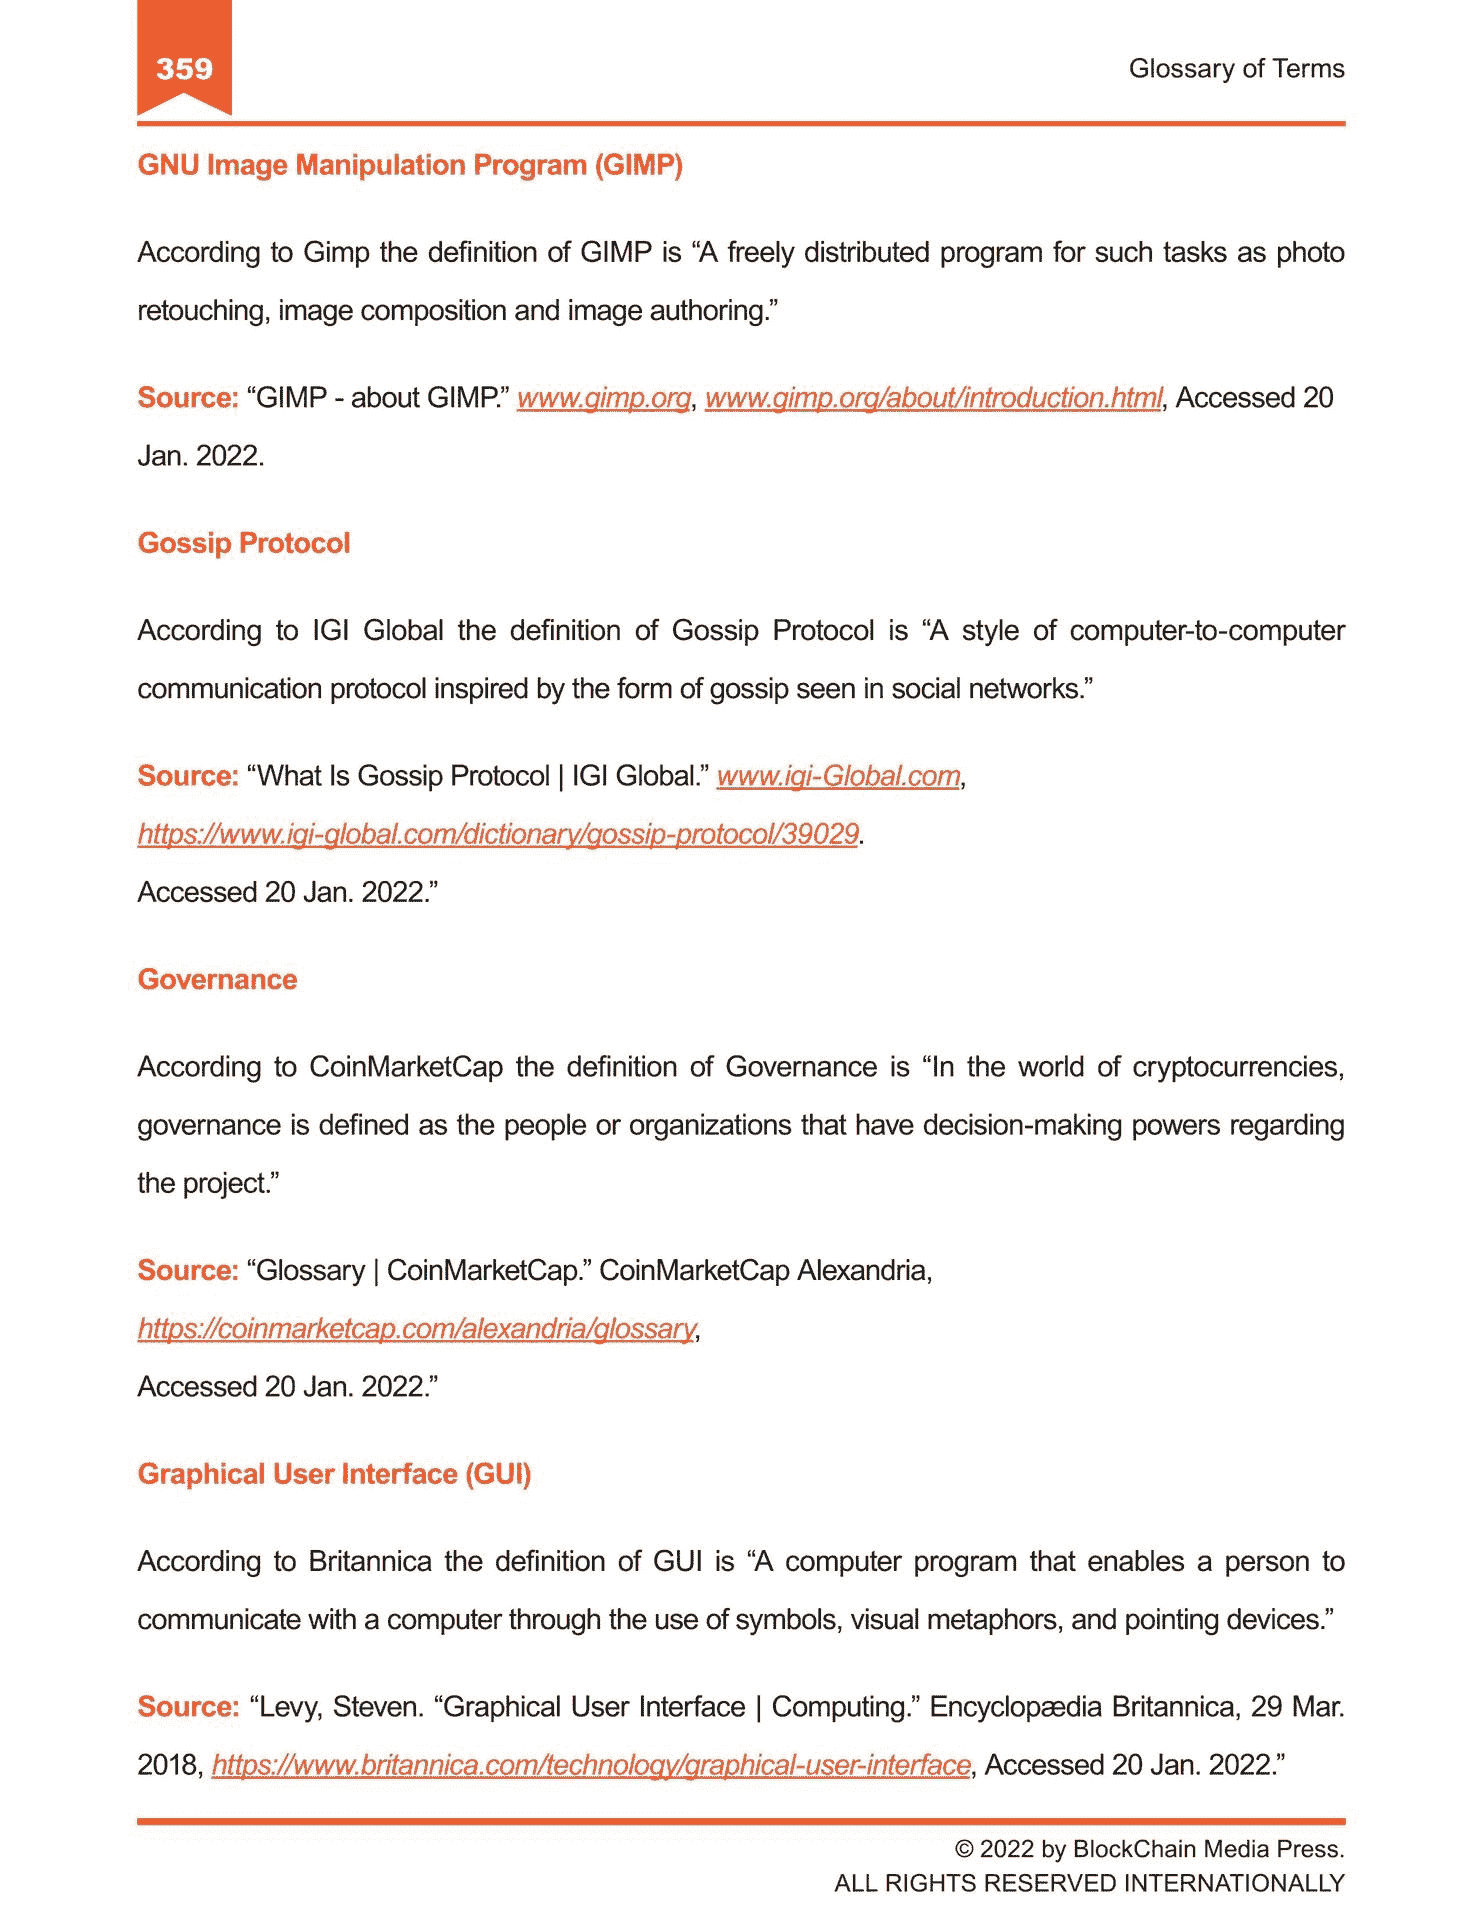 359
Glossary of Terms
GNU Image Manipulation Program (GIMP)
According to Gimp the definition of GIMP is “A freely distributed program for such tasks as photo
retouching, image composition and image authoring.”
Source: “GIMP - about GIMP.” www.gimp.org, www.gimp.org/about/introduction.html, Accessed 20
Jan. 2022.
Gossip Protocol
According to IGI Global the definition of Gossip Protocol is “A style of computer-to-computer
communication protocol inspired by the form of gossip seen in social networks.”
Source: “What Is Gossip Protocol | IGI Global.” www.igi-Global.com,
https://www.igi-global.com/dictionary/gossip-protocol/39029.
Accessed 20 Jan. 2022.”
Governance
According to CoinMarketCap the definition of Governance is “In the world of cryptocurrencies,
governance is defined as the people or organizations that have decision-making powers regarding
the project.”
Source: “Glossary | CoinMarketCap.” CoinMarketCap Alexandria,
https://coinmarketcap.com/alexandria/glossary,
Accessed 20 Jan. 2022.”
Graphical User Interface (GUI)
According to Britannica the definition of GUI is “A computer program that enables a person to
communicate with a computer through the use of symbols, visual metaphors, and pointing devices.”
Source: “Levy, Steven. “Graphical User Interface | Computing.” Encyclopædia Britannica, 29 Mar.
2018, https://www.britannica.com/technology/graphical-user-interface, Accessed 20 Jan. 2022.”
© 2022 by BlockChain Media Press.
ALL RIGHTS RESERVED INTERNATIONALLY